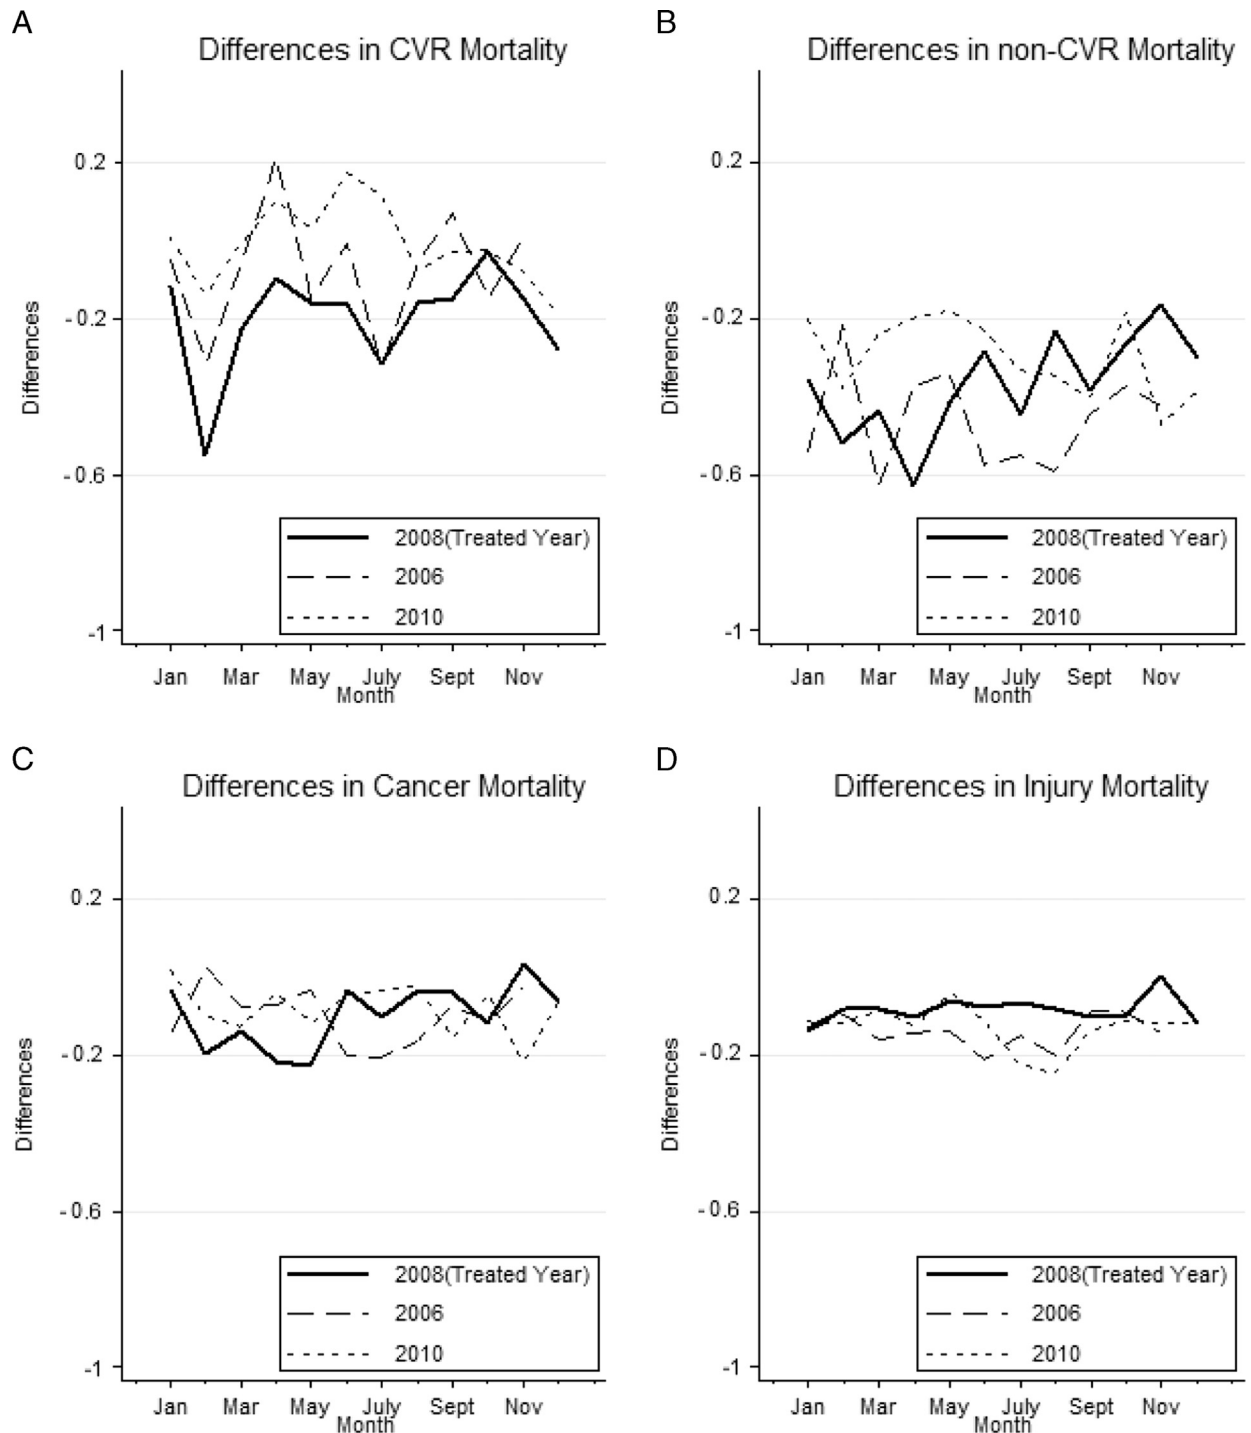 A
Differences in CVR Mortality
0.2
-0.2
-0.6
-1
Differences
2008(Treated Year)
2006
2010
Jan Mar May July Sept Nov
Month
B
Differences in non-CVR Mortality
0.2
-0.2
-0.6
-1
Differences
2008(Treated Year)
2006
2010
Jan Mar May July Sept Nov
Month
C
Differences in Cancer Mortality
0.2
-0.2
-0.6
-1
Differences
2008(Treated Year)
2006
2010
Jan Mar May July Sept Nov
Month
D
Differences in Injury Mortality
0.2
-0.2
-0.6
-1
Differences
2008(Treated Year)
2006
2010
Jan Mar May July Sept Nov
Month